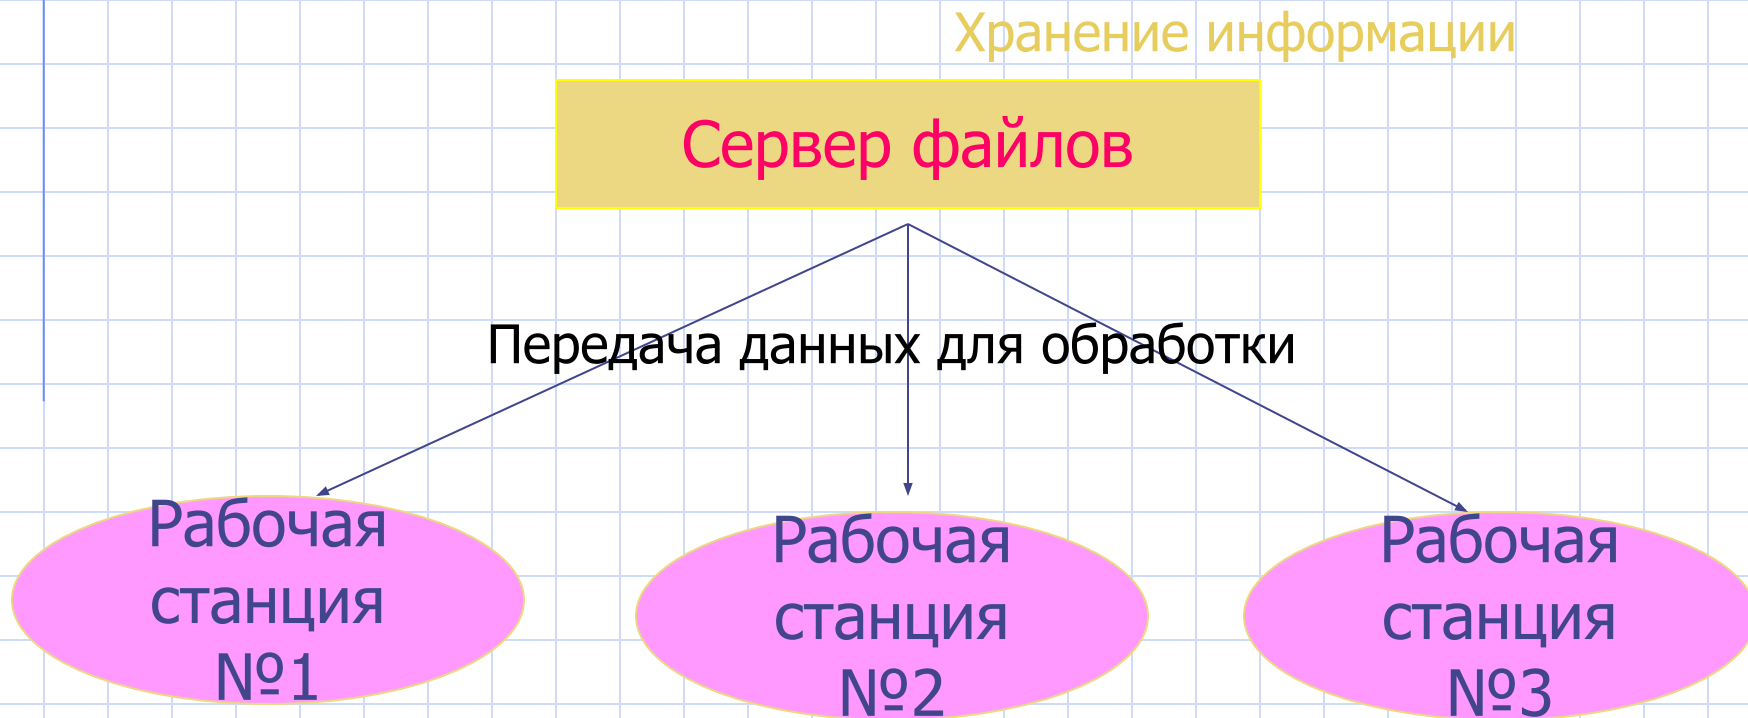 Хранение информации
Сервер файлов
Передача данных для обработки
Рабочая
станция
№1
Рабочая
станция
№2
Рабочая
станция
№3